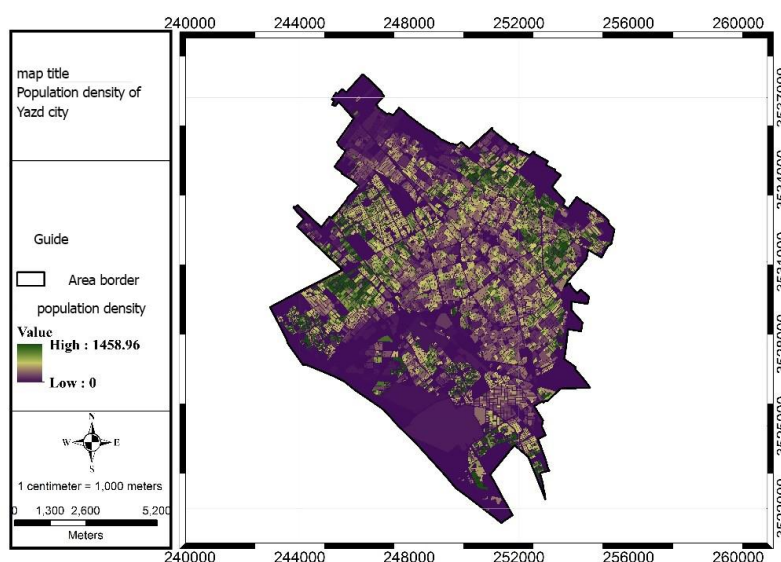 240000 244000 248000 252000 256000 260000
map title
Population density of
Yazd city
Guide
Area border
population density
Value
High : 1458.96
Low : 0
N
W E
S
1 centimeter = 1,000 meters
0 1,300 2,600 5,200
Meters
240000 244000 248000 252000 256000 260000